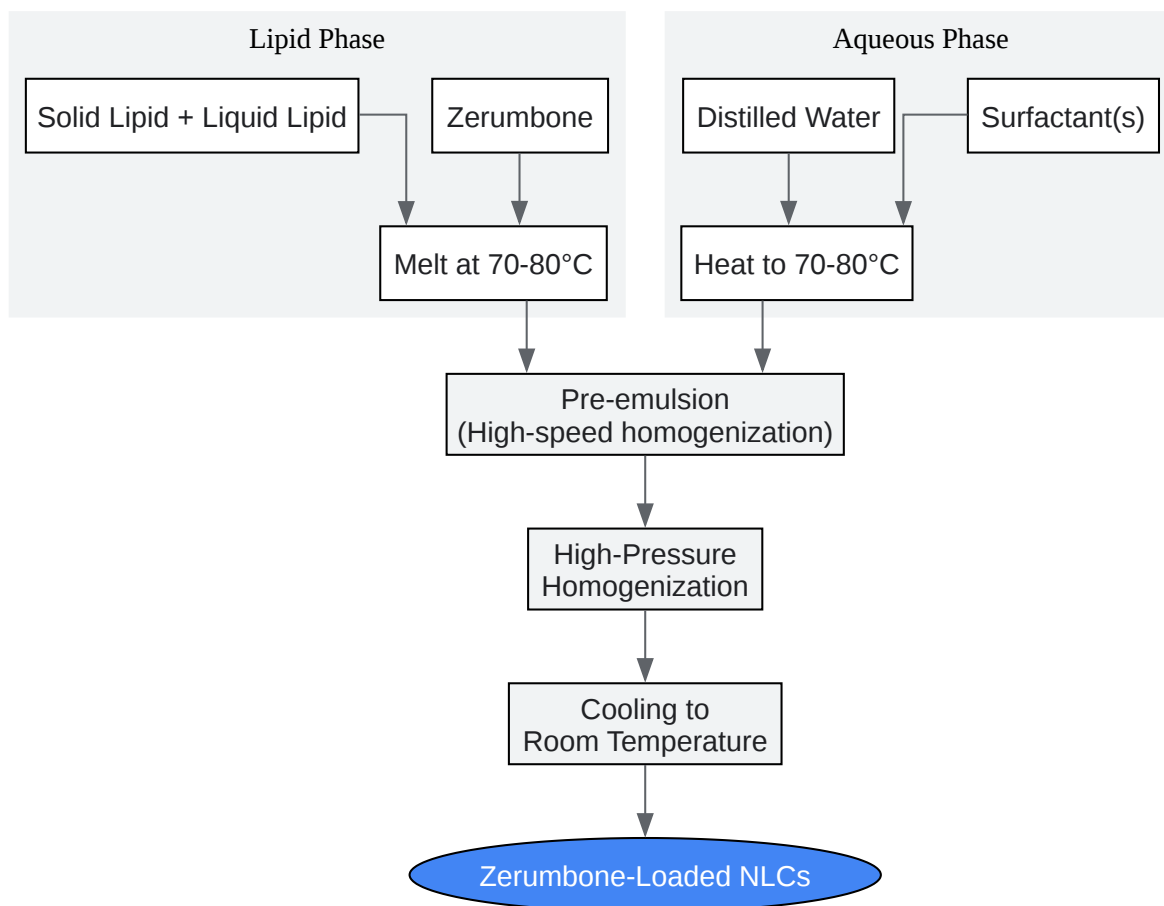 Lipid Phase
Aqueous Phase
Solid Lipid + Liquid Lipid
Zerumbone
Distilled Water
Surfactant(s)
Melt at 70-80°C
Heat to 70-80°C
Pre-emulsion
(High-speed homogenization)
High-Pressure
Homogenization
Cooling to
Room Temperature
Zerumbone-Loaded NLCs